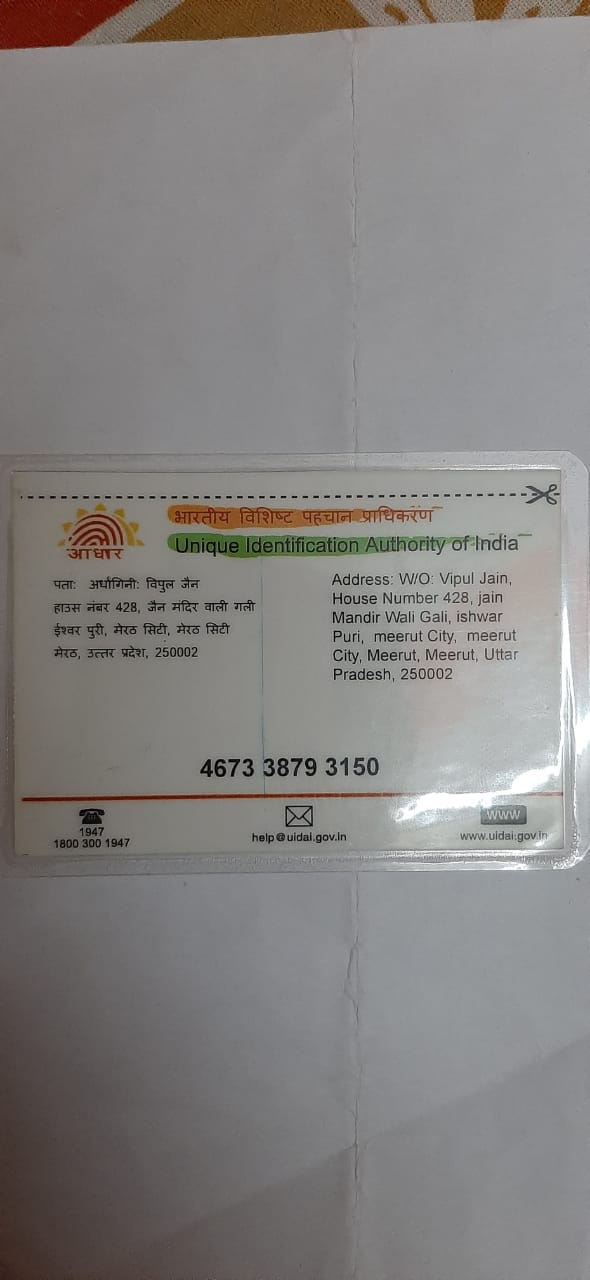 भारतीय विशिष्ट पहचान प्राधिकरण
Unique Identification Authority of India
आधार
पता: अर्धांगिनी: विपुल जैन
हाउस नंबर 428, जैन मंदिर वाली गली
ईश्वर पुरी, मेरठ सिटी, मेरठ सिटी
मेरठ, उत्तर प्रदेश, 250002
Address: W/O: Vipul Jain,
House Number 428, jain
Mandir Wali Gali, ishwar
Puri, meerut City, meerut
City, Meerut, Meerut, Uttar
Pradesh, 250002
4673 3879 3150
1947
1800 300 1947
help@uidai.gov.in
WWW
www.uidai.gov.in